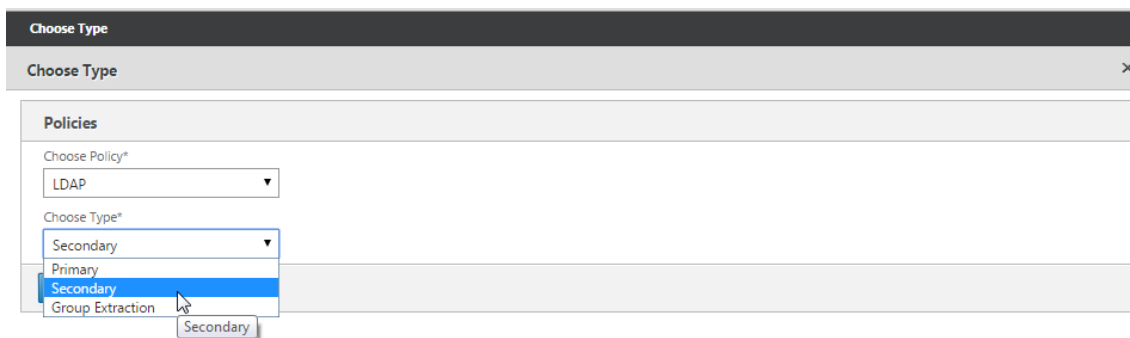 Choose Type
Choose Type
×
Policies
Choose Policy*
LDAP
Choose Type*
Secondary
Primary
Secondary
Group Extraction
Secondary